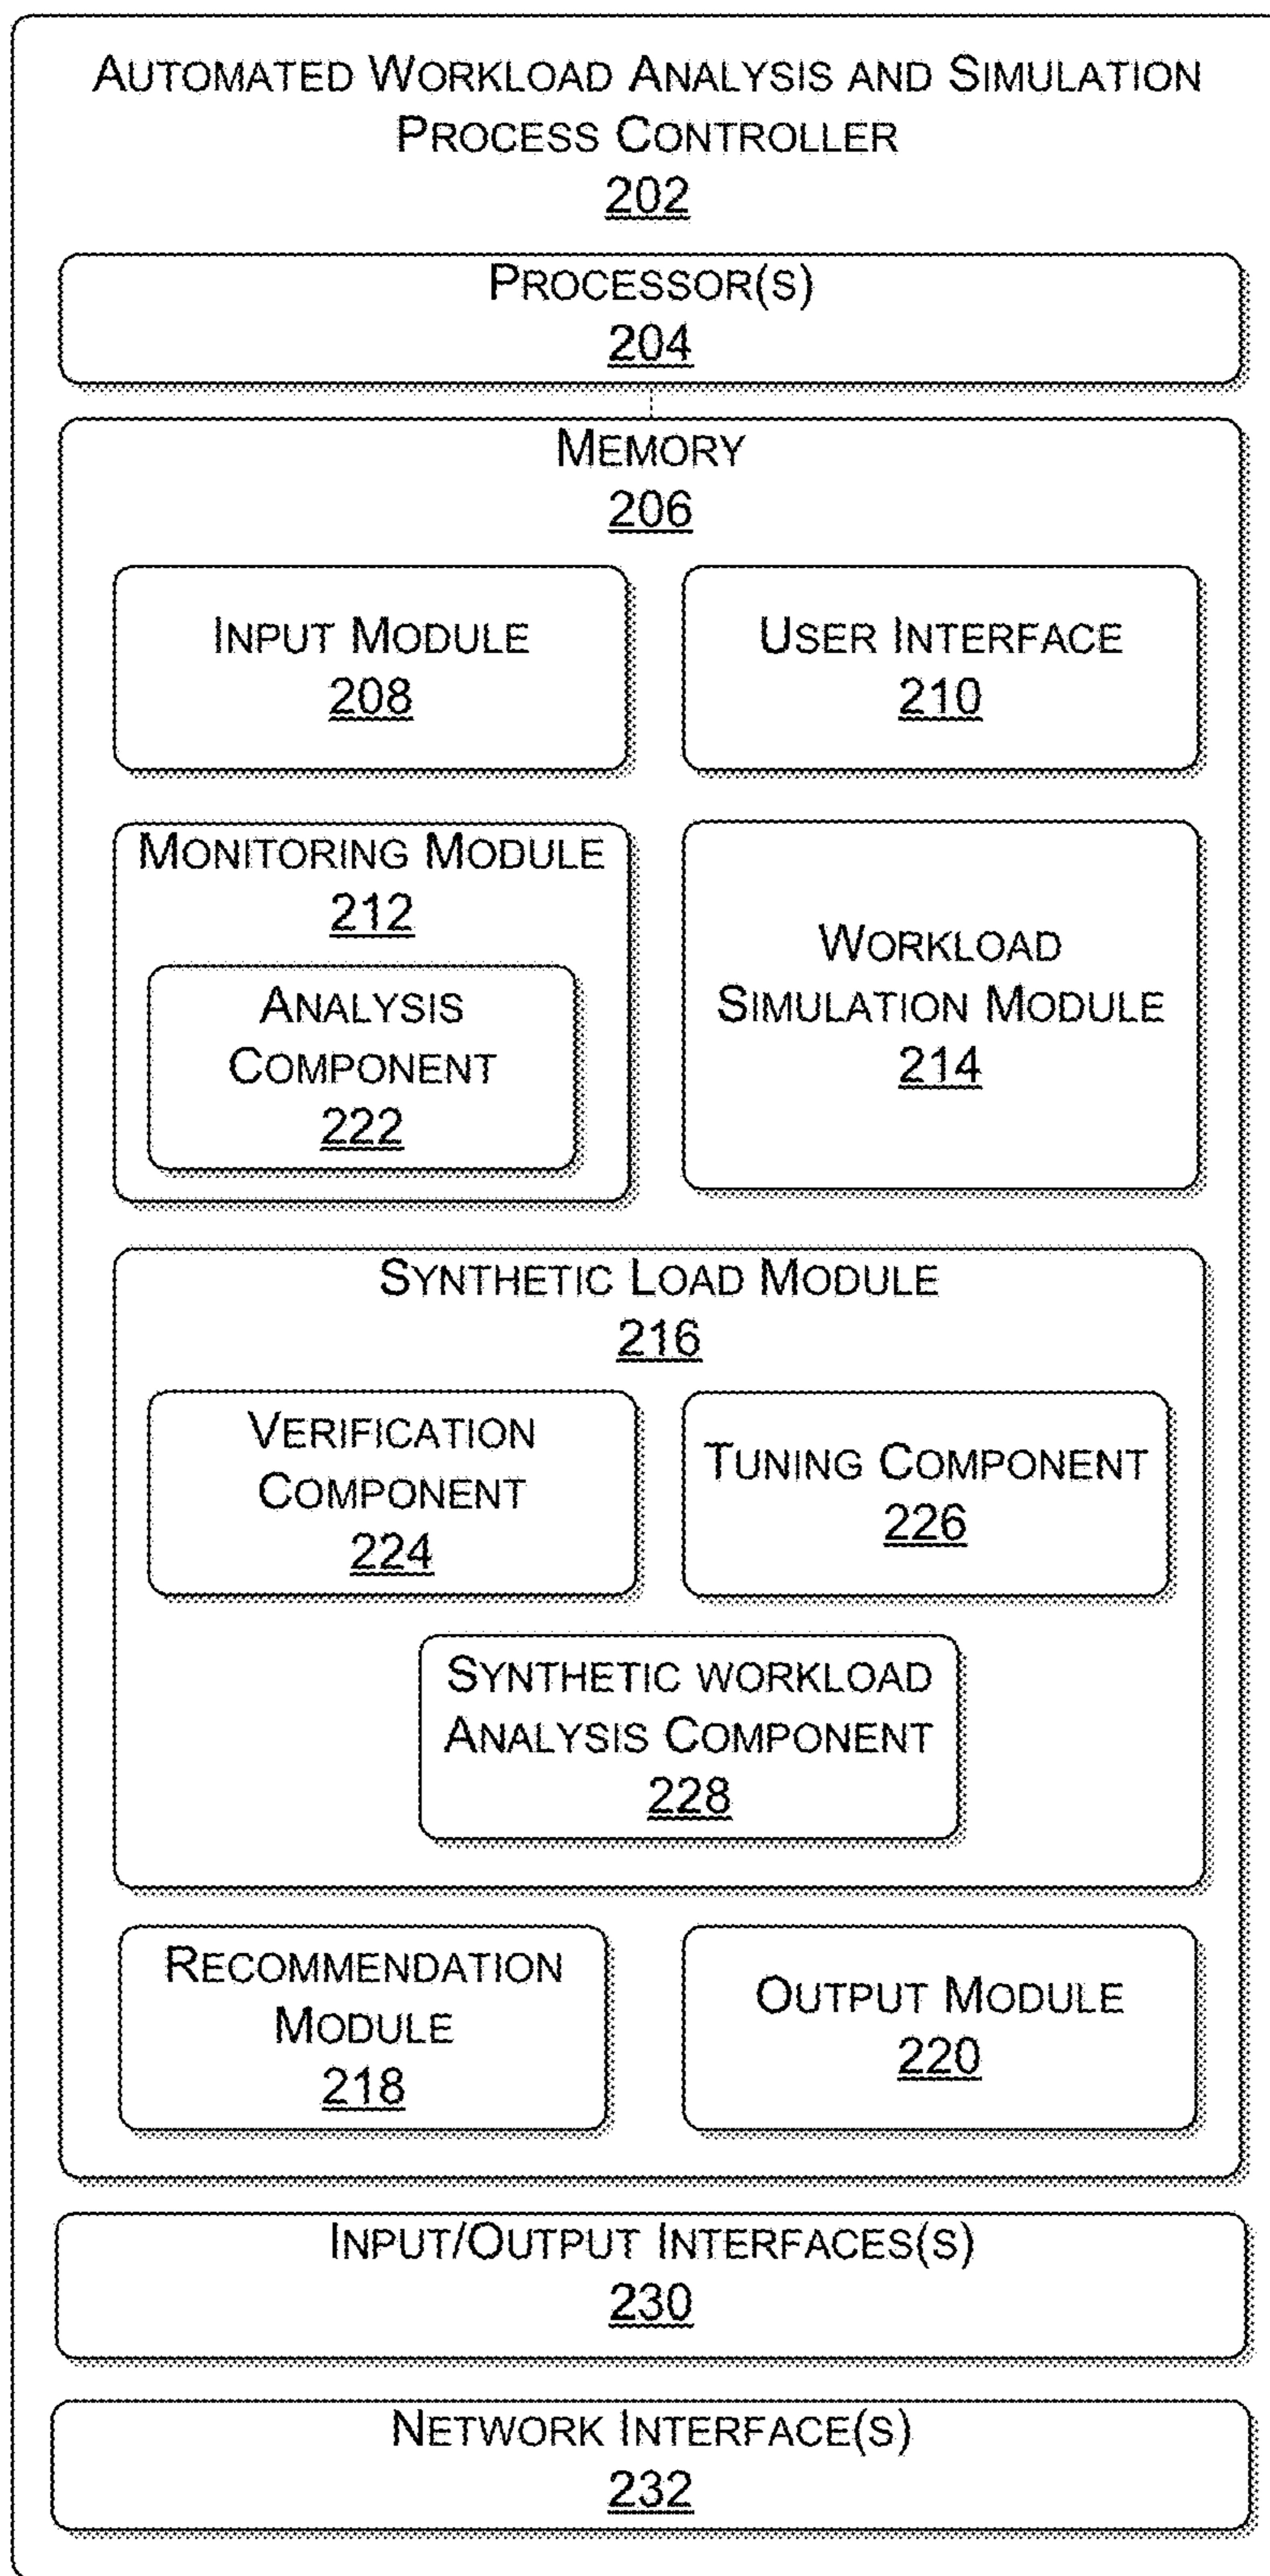 AUTOMATED WORKLOAD ANALYSIS AND SIMULATION
PROCESS CONTROLLER
202
PROCESSOR(S)
204
MEMORY
206
INPUT MODULE
208
USER INTERFACE
210
MONITORING MODULE
212
ANALYSIS
COMPONENT
222
WORKLOAD
SIMULATION MODULE
214
SYNTHETIC LOAD MODULE
216
VERIFICATION
COMPONENT
224
TUNING COMPONENT
226
SYNTHETIC WORKLOAD
ANALYSIS COMPONENT
228
RECOMMENDATION
MODULE
218
OUTPUT MODULE
220
INPUT/OUTPUT INTERFACES(S)
230
NETWORK INTERFACE(S)
232